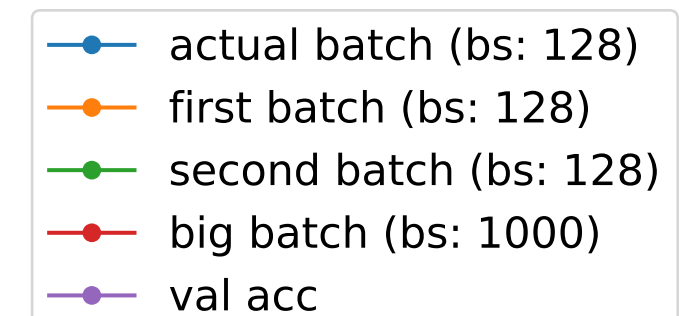 actual batch (bs: 128)
first batch (bs: 128)
second batch (bs: 128)
big batch (bs: 1000)
val acc